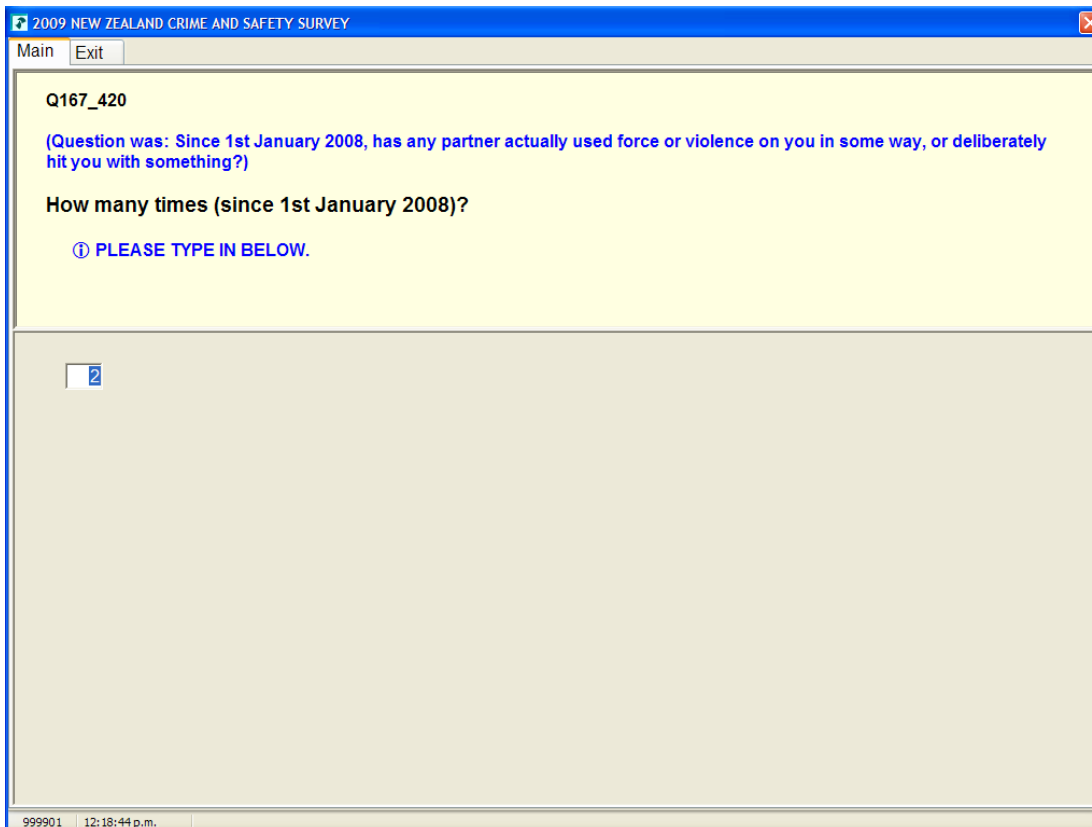 2009 NEW ZEALAND CRIME AND SAFETY SURVEY
Main Exit
Q167_420
(Question was: Since 1st January 2008, has any partner actually used force or violence on you in some way, or deliberately
hit you with something?)
How many times (since 1st January 2008)?
ⓘ PLEASE TYPE IN BELOW.
2
999901 12:18:44 p.m.